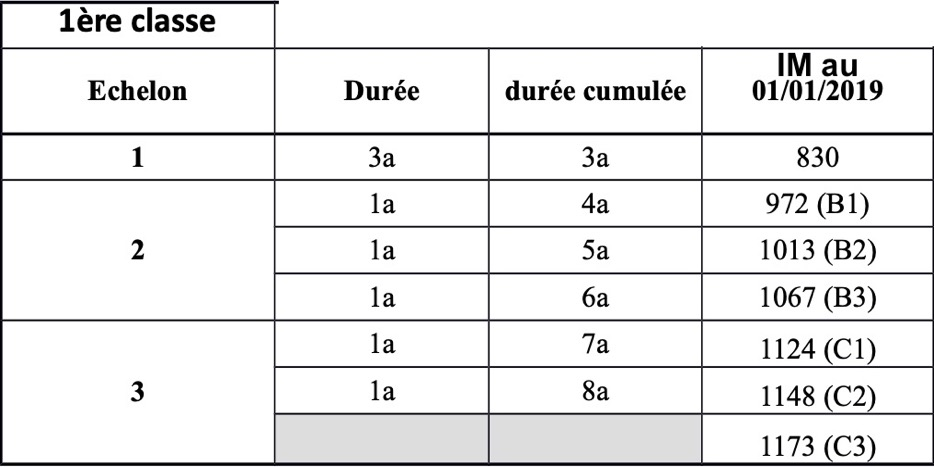 1ère classe
Echelon Durée durée cumulée IM au 01/01/2019
1 3a 3a 830
2 1a 4a 972 (B1)
1a 5a 1013 (B2)
1a 6a 1067 (B3)
3 1a 7a 1124 (C1)
1a 8a 1148 (C2)
1173 (C3)